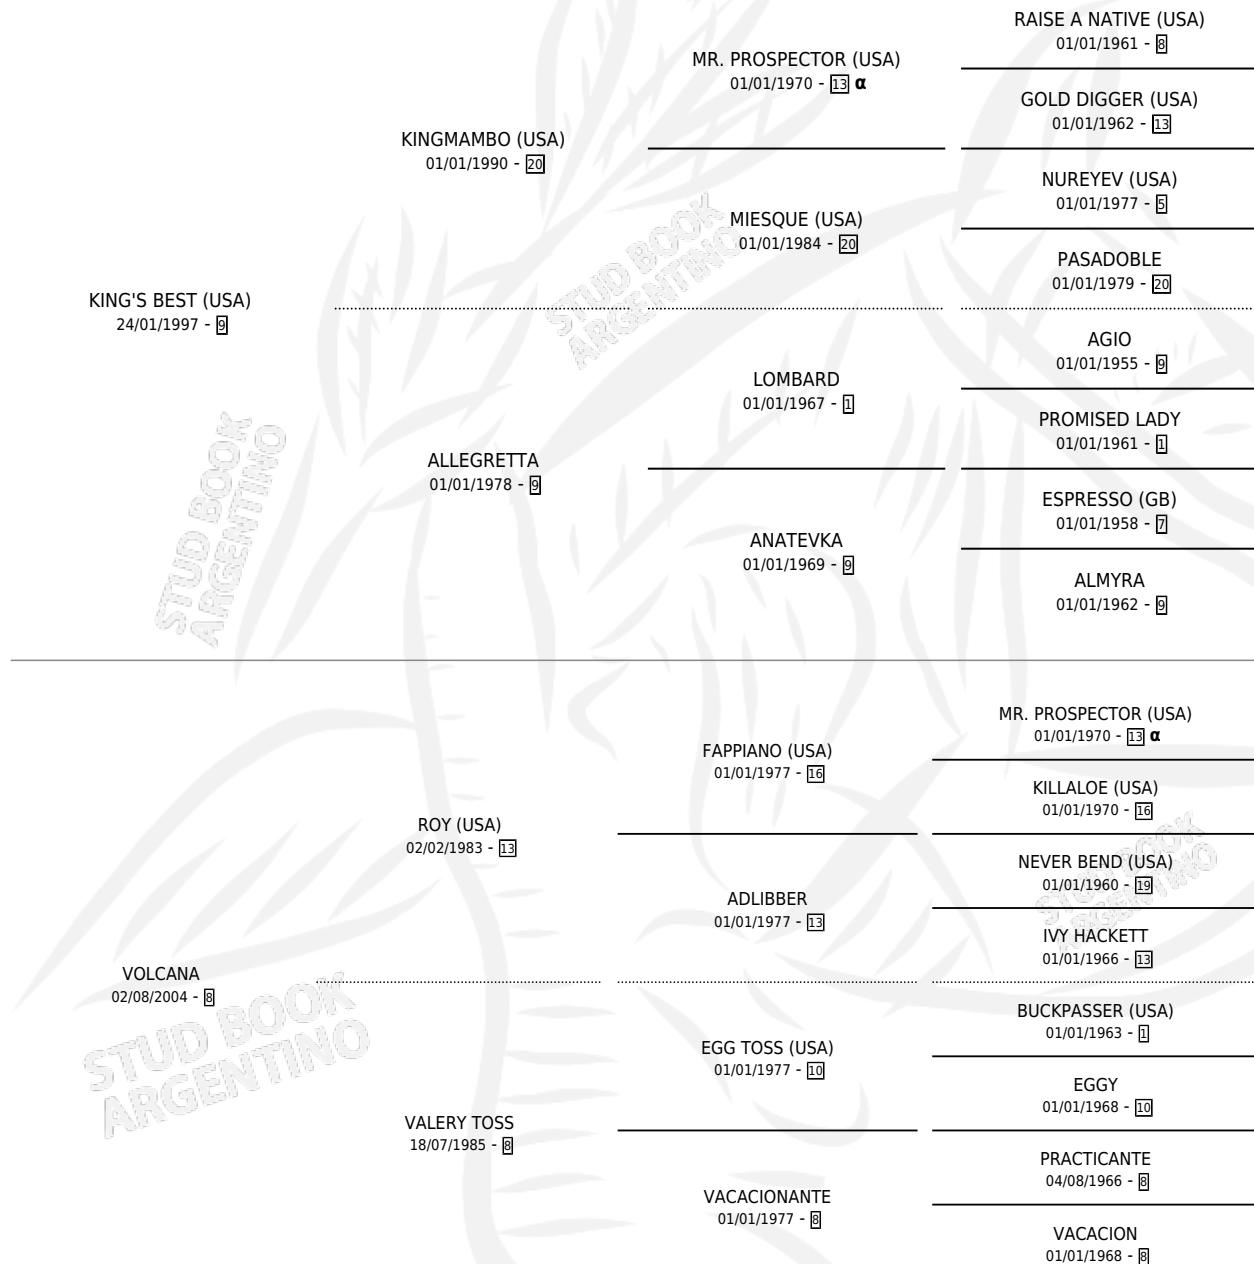 RAISE A NATIVE (USA)
01/01/1961 - 8
MR. PROSPECTOR (USA)
01/01/1970 - 13 α
GOLD DIGGER (USA)
01/01/1962 - 13
KINGMAMBO (USA)
01/01/1990 - 20
NUREYEV (USA)
01/01/1977 - 5
MIESQUE (USA)
01/01/1984 - 20
PASADOBLE
01/01/1979 - 20
KING'S BEST (USA)
24/01/1997 - 9
STUD BOOK
ARGENTINO
AGIO
01/01/1955 - 9
LOMBARD
01/01/1967 - 1
PROMISED LADY
01/01/1961 - 1
ALLEGRETTA
01/01/1978 - 9
STUD BOOK
ARGENTINO
ESPRESSO (GB)
01/01/1958 - 7
ANATEVKA
01/01/1969 - 9
ALMYRA
01/01/1962 - 9
MR. PROSPECTOR (USA)
01/01/1970 - 13 α
FAPPIANO (USA)
01/01/1977 - 16
KILLALOE (USA)
01/01/1970 - 16
ROY (USA)
02/02/1983 - 13
STUD BOOK
ARGENTINO
NEVER BEND (USA)
01/01/1960 - 19
ADLIBBER
01/01/1977 - 13
IVY HACKETT
01/01/1966 - 13
VOLCANA
02/08/2004 - 8
STUD BOOK
ARGENTINO
BUCKPASSER (USA)
01/01/1963 - 1
EGG TOSS (USA)
01/01/1977 - 10
EGGY
01/01/1968 - 10
VALERY TOSS
18/07/1985 - 8
PRACTICANTE
04/08/1966 - 8
VACACIONANTE
01/01/1977 - 8
VACACION
01/01/1968 - 8